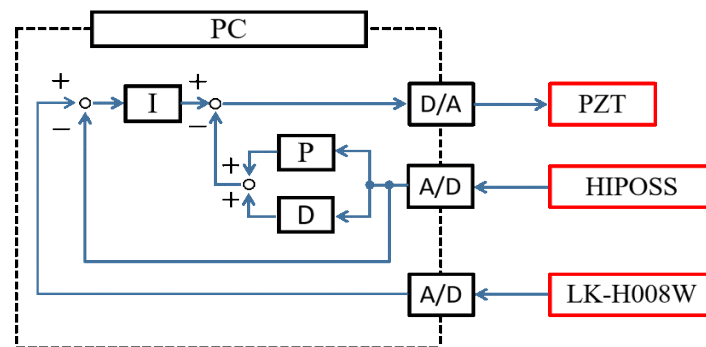 PC
+
−
I
+
−
D/A
PZT
+
+
P
D
A/D
HIPOSS
A/D
LK-H008W